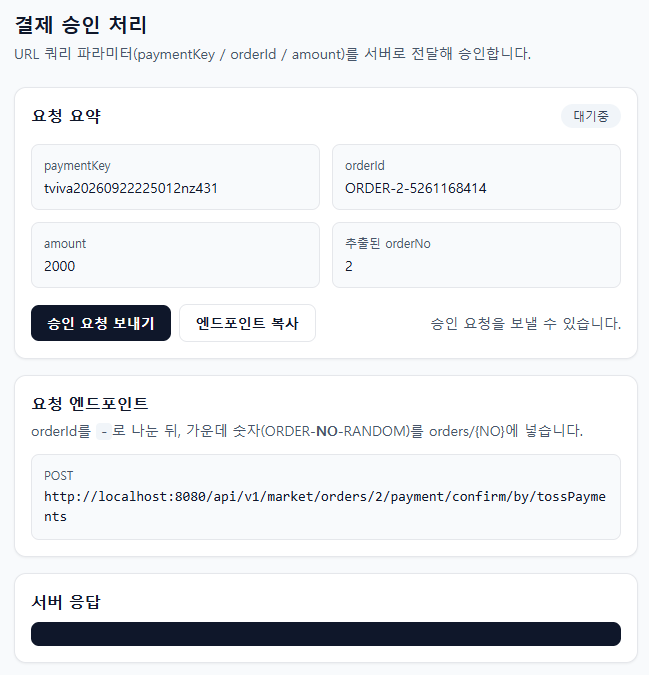 결제 승인 처리
URL 쿼리 파라미터(paymentKey / orderId / amount)를 서버로 전달해 승인합니다.
요청 요약
대기중
paymentKey
tviva20260922225012nz431
orderId
ORDER-2-5261168414
amount
2000
추출된 orderNo
2
승인 요청 보내기
엔드포인트 복사
승인 요청을 보낼 수 있습니다.
요청 엔드포인트
orderId를 - 로 나눈 뒤, 가운데 숫자(ORDER-NO-RANDOM)를 orders/{NO}에 넣습니다.
POST
http://localhost:8080/api/v1/market/orders/2/payment/confirm/by/tossPayme
nts
서버 응답